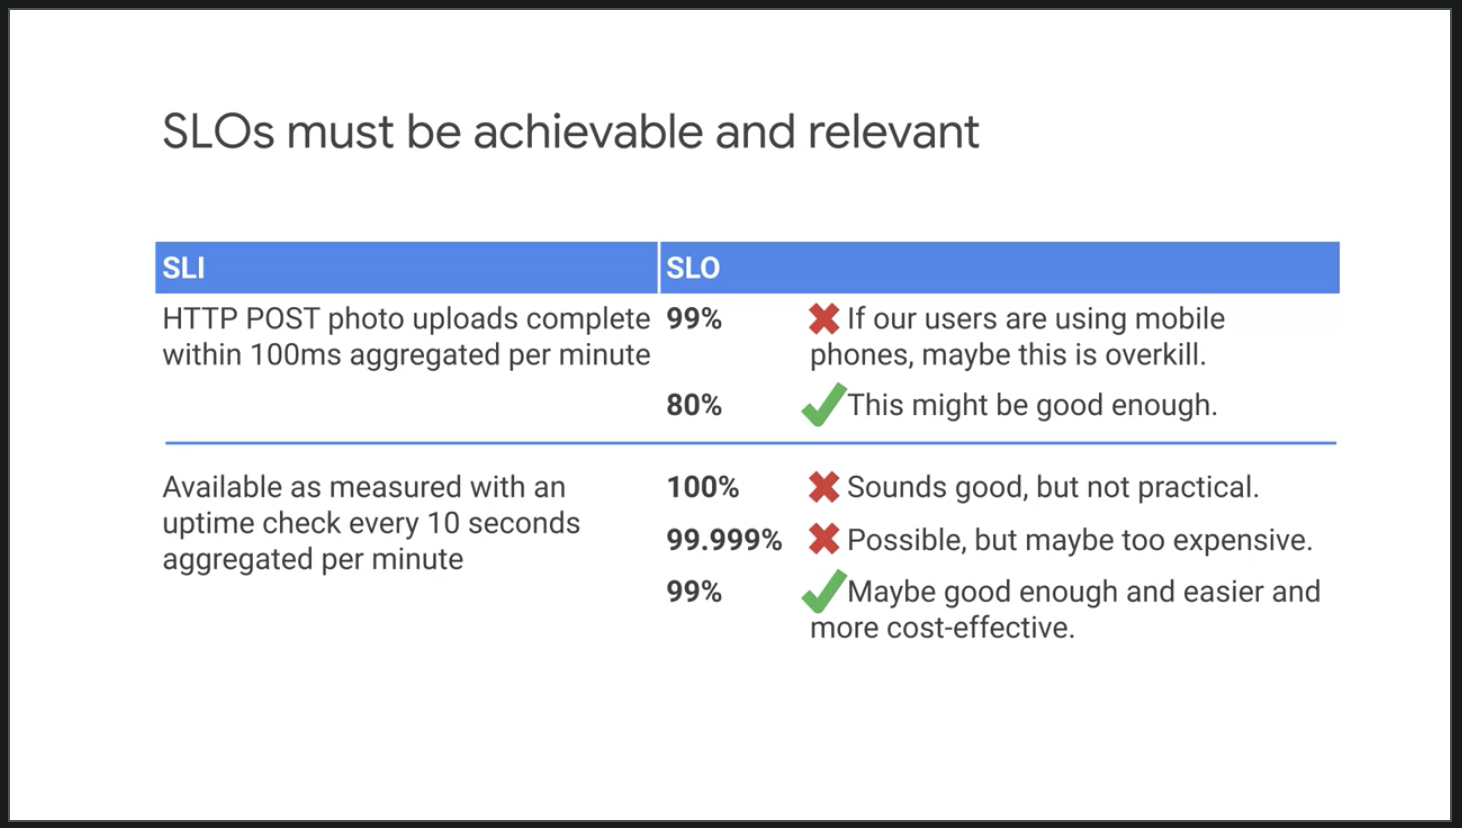 SLOs must be achievable and relevant
SLI
SLO
HTTP POST photo uploads complete
within 100ms aggregated per minute
99%
If our users are using mobile
phones, maybe this is overkill.
80%
This might be good enough.
Available as measured with an
uptime check every 10 seconds
aggregated per minute
100%
Sounds good, but not practical.
99.999%
Possible, but maybe too expensive.
99%
Maybe good enough and easier and
more cost-effective.